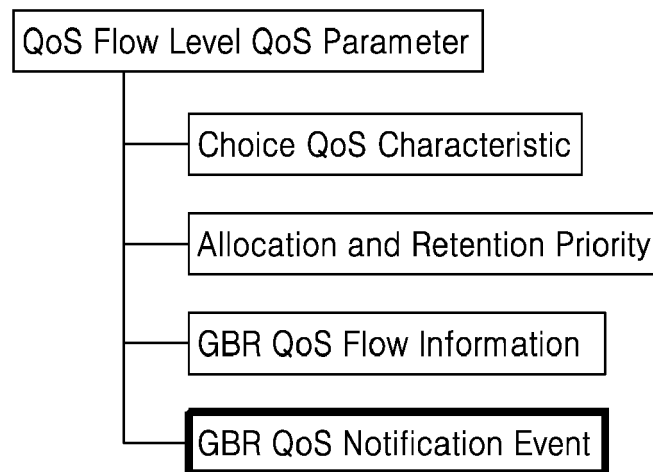 QoS Flow Level QoS Parameter
Choice QoS Characteristic
Allocation and Retention Priority
GBR QoS Flow Information
GBR QoS Notification Event